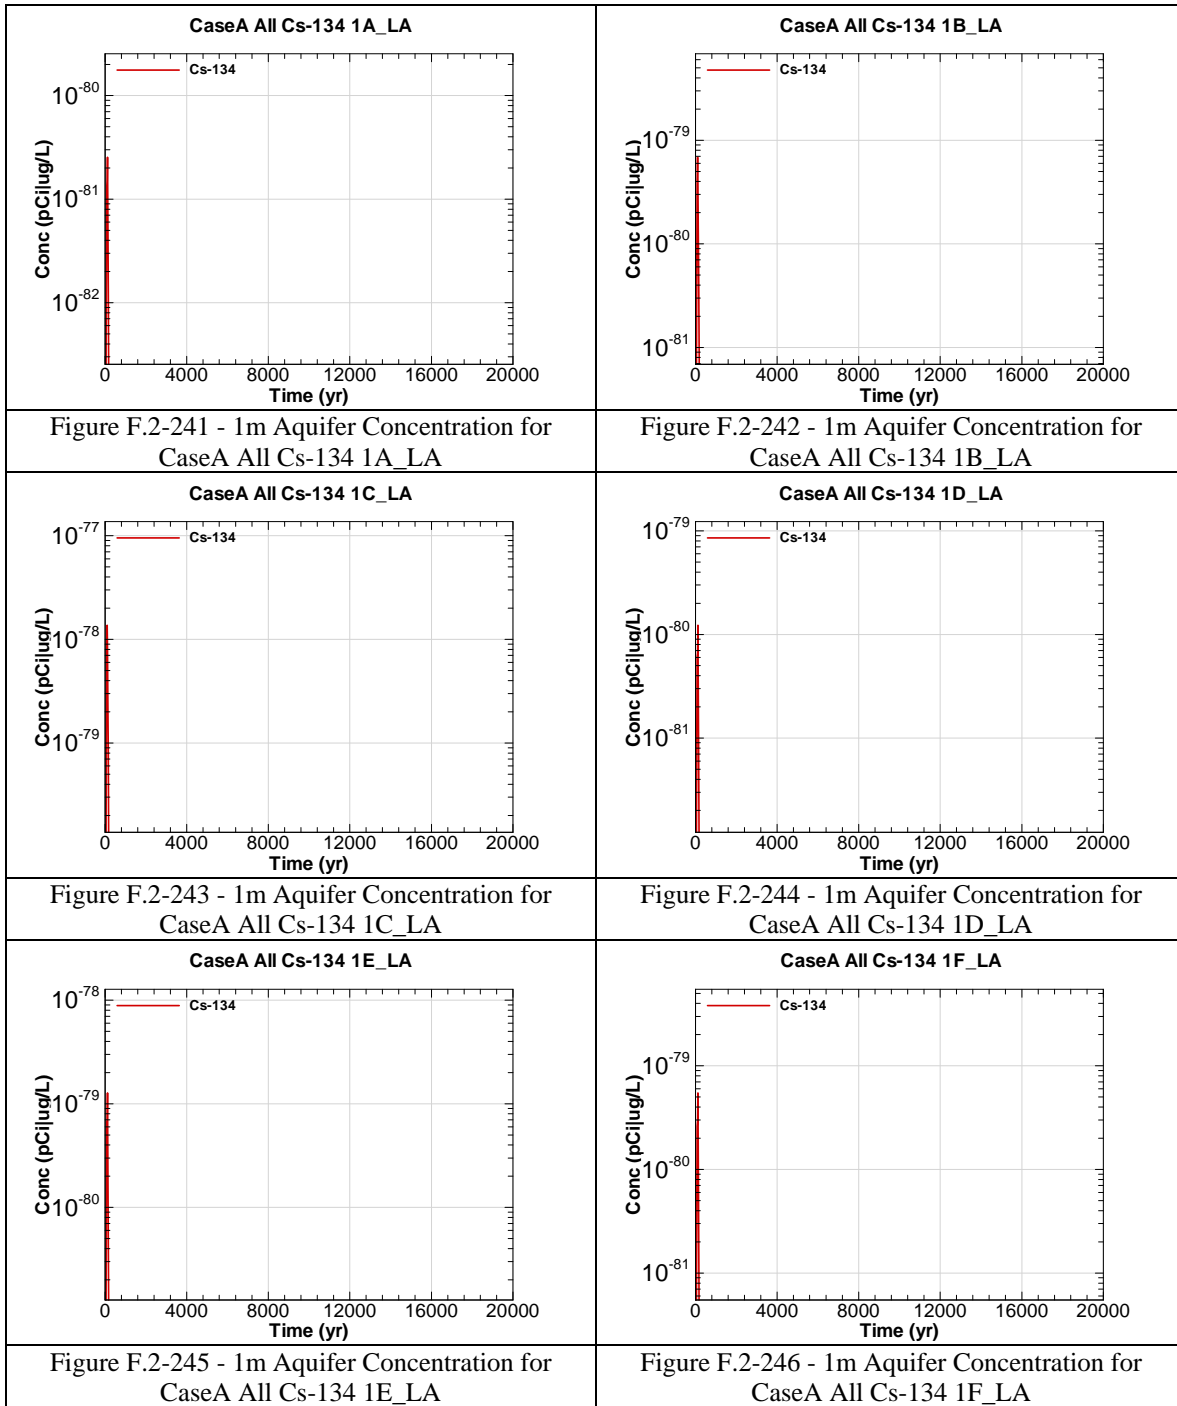 CaseA All Cs-134 1A_LA
Cs-134
10-80
10-81
10-82
Conc (pCi|ug/L)
0 4000 8000 12000 16000 20000
Time (yr)
Figure F.2-241 - 1m Aquifer Concentration for
CaseA All Cs-134 1A_LA
CaseA All Cs-134 1B_LA
Cs-134
10-79
10-80
10-81
Conc (pCi|ug/L)
0 4000 8000 12000 16000 20000
Time (yr)
Figure F.2-242 - 1m Aquifer Concentration for
CaseA All Cs-134 1B_LA
CaseA All Cs-134 1C_LA
Cs-134
10-77
10-78
10-79
Conc (pCi|ug/L)
0 4000 8000 12000 16000 20000
Time (yr)
Figure F.2-243 - 1m Aquifer Concentration for
CaseA All Cs-134 1C_LA
CaseA All Cs-134 1D_LA
Cs-134
10-79
10-80
10-81
Conc (pCi|ug/L)
0 4000 8000 12000 16000 20000
Time (yr)
Figure F.2-244 - 1m Aquifer Concentration for
CaseA All Cs-134 1D_LA
CaseA All Cs-134 1E_LA
Cs-134
10-78
10-79
10-80
Conc (pCi|ug/L)
0 4000 8000 12000 16000 20000
Time (yr)
Figure F.2-245 - 1m Aquifer Concentration for
CaseA All Cs-134 1E_LA
CaseA All Cs-134 1F_LA
Cs-134
10-79
10-80
10-81
Conc (pCi|ug/L)
0 4000 8000 12000 16000 20000
Time (yr)
Figure F.2-246 - 1m Aquifer Concentration for
CaseA All Cs-134 1F_LA